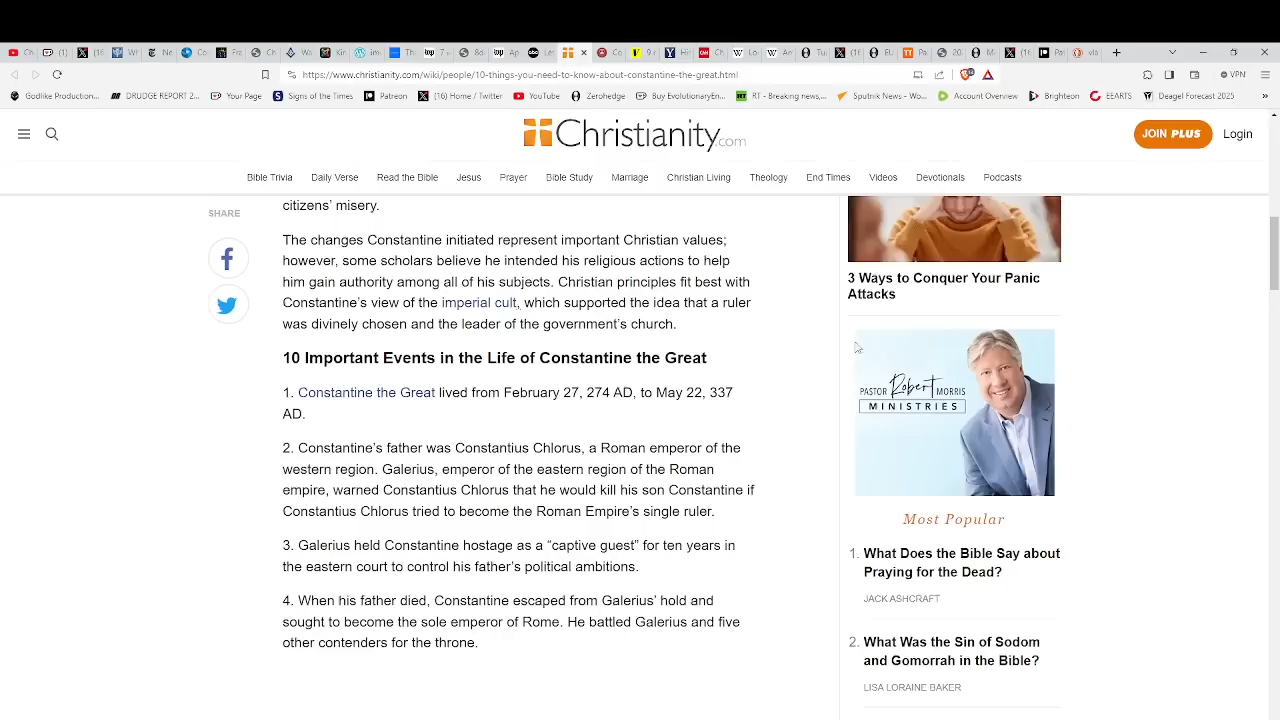 https://www.christianity.com/wiki/people/10-things-you-need-to-know-about-constantine-the-great.html
VPN
Godlike Production...
DRUDGE REPORT 2...
Your Page
Signs of the Times
Patreon
(16) Home / Twitter
YouTube
Zerohedge
Buy EvolutionaryEn...
RT - Breaking news,...
Sputnik News - Wo...
Account Overview
Brighteon
EEARTS
Deagel Forecast 2025
»
Christianity.com
JOIN PLUS
Login
Bible Trivia
Daily Verse
Read the Bible
Jesus
Prayer
Bible Study
Marriage
Christian Living
Theology
End Times
Videos
Devotionals
Podcasts
SHARE
citizens' misery.
The changes Constantine initiated represent important Christian values;
however, some scholars believe he intended his religious actions to help
him gain authority among all of his subjects. Christian principles fit best with
Constantine's view of the imperial cult, which supported the idea that a ruler
was divinely chosen and the leader of the government's church.
10 Important Events in the Life of Constantine the Great
1. Constantine the Great lived from February 27, 274 AD, to May 22, 337
AD.
2. Constantine's father was Constantius Chlorus, a Roman emperor of the
western region. Galerius, emperor of the eastern region of the Roman
empire, warned Constantius Chlorus that he would kill his son Constantine if
Constantius Chlorus tried to become the Roman Empire's single ruler.
3. Galerius held Constantine hostage as a “captive guest” for ten years in
the eastern court to control his father's political ambitions.
4. When his father died, Constantine escaped from Galerius' hold and
sought to become the sole emperor of Rome. He battled Galerius and five
other contenders for the throne.
3 Ways to Conquer Your Panic
Attacks
PASTOR Robert MORRIS
MINISTRIES
Most Popular
1. What Does the Bible Say about
Praying for the Dead?
JACK ASHCRAFT
2. What Was the Sin of Sodom
and Gomorrah in the Bible?
LISA LORAINE BAKER